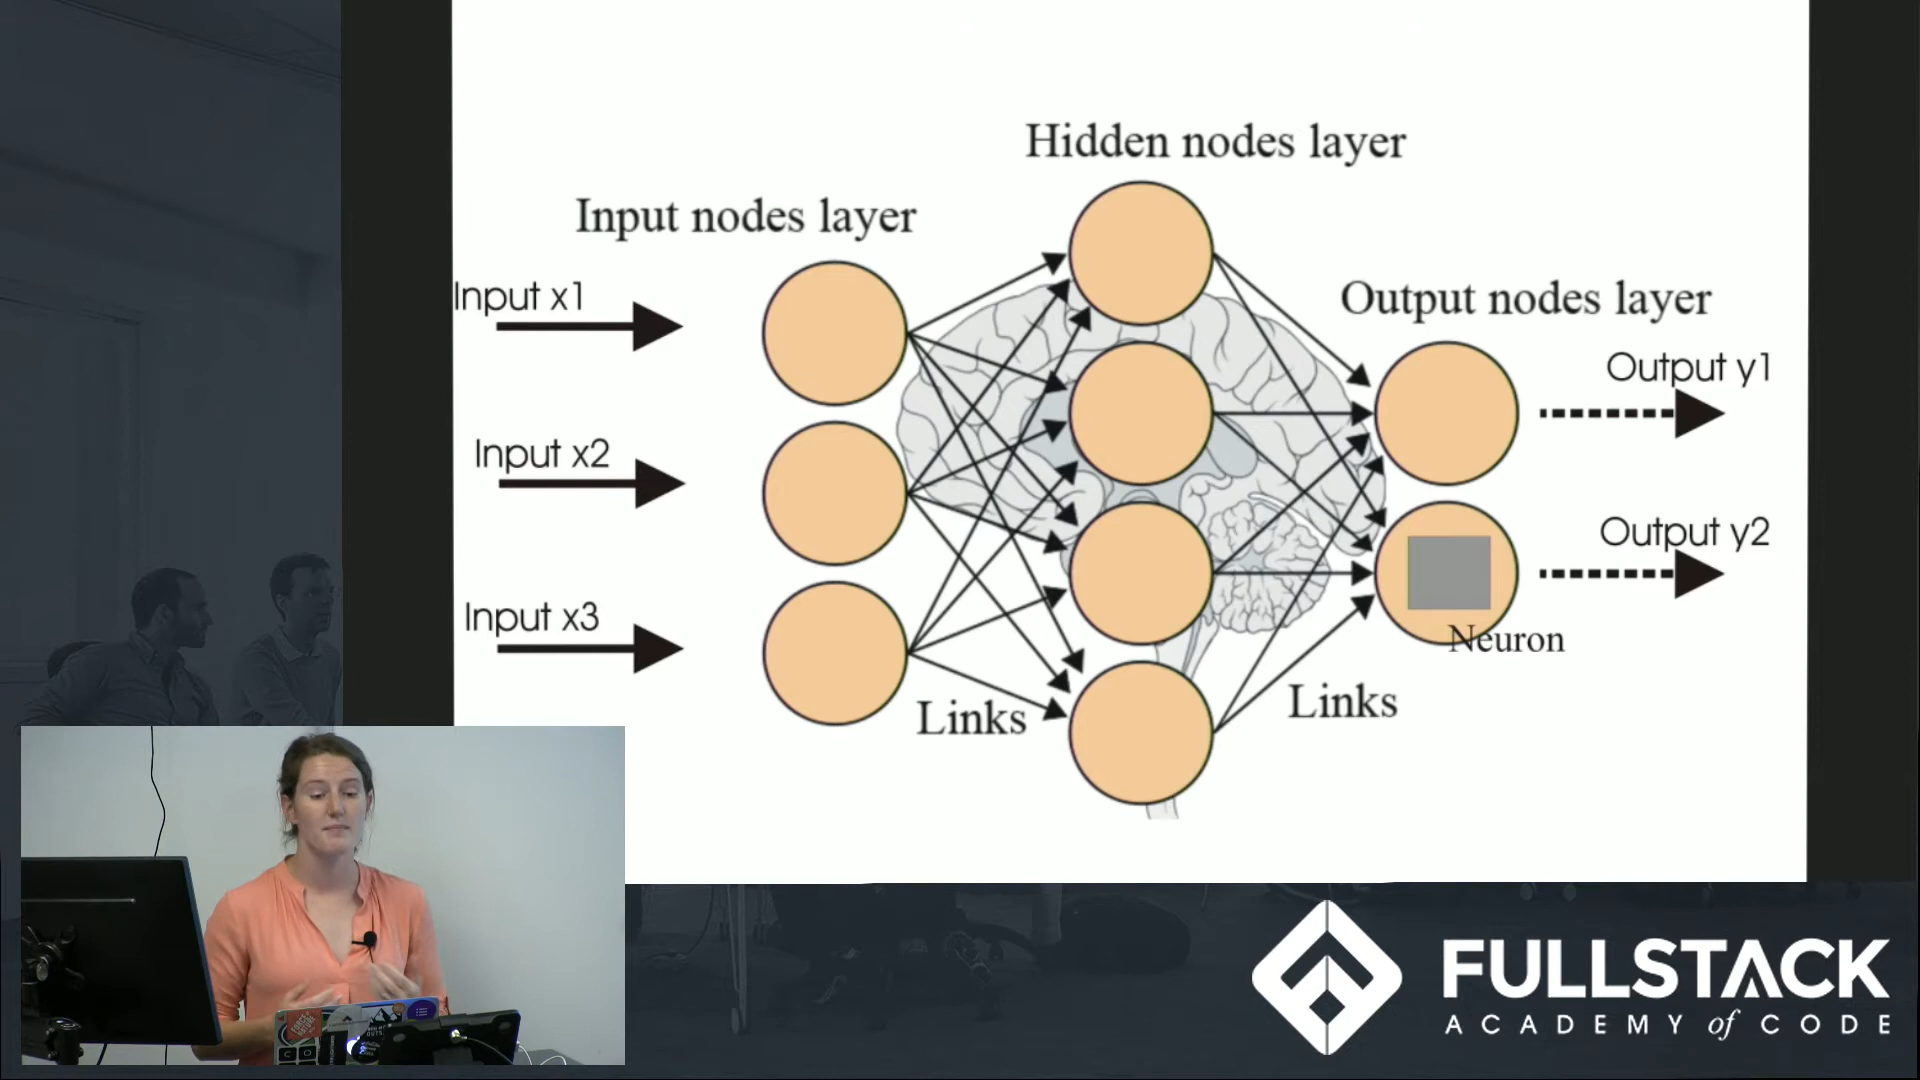 Hidden nodes layer
Input nodes layer
Input x1
Output nodes layer
Output y1
Input x2
Output y2
Input x3
Neuron
Links
Links
FULLSTACK
ACADEMY of CODE